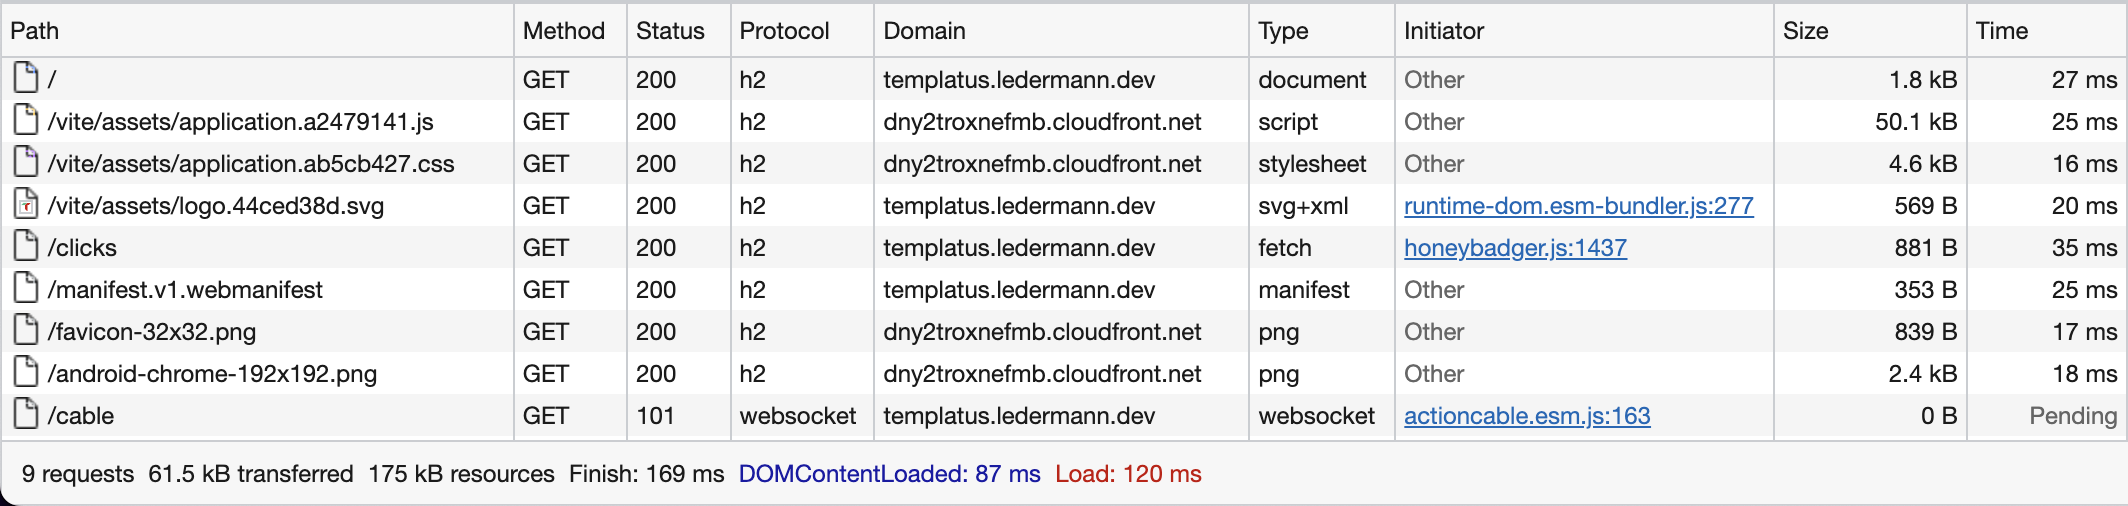 Path Method Status Protocol Domain Type Initiator Size Time
/ GET 200 h2 templatus.ledermann.dev document Other 1.8 kB 27 ms
/vite/assets/application.a2479141.js GET 200 h2 dny2troxnefmb.cloudfront.net script Other 50.1 kB 25 ms
/vite/assets/application.ab5cb427.css GET 200 h2 dny2troxnefmb.cloudfront.net stylesheet Other 4.6 kB 16 ms
/vite/assets/logo.44ced38d.svg GET 200 h2 templatus.ledermann.dev svg+xml runtime-dom.esm-bundler.js:277 569 B 20 ms
/clicks GET 200 h2 templatus.ledermann.dev fetch honeybadger.js:1437 881 B 35 ms
/manifest.v1.webmanifest GET 200 h2 templatus.ledermann.dev manifest Other 353 B 25 ms
/favicon-32x32.png GET 200 h2 dny2troxnefmb.cloudfront.net png Other 839 B 17 ms
/android-chrome-192x192.png GET 200 h2 dny2troxnefmb.cloudfront.net png Other 2.4 kB 18 ms
/cable GET 101 websocket templatus.ledermann.dev websocket actioncable.esm.js:163 0 B Pending
9 requests 61.5 kB transferred 175 kB resources Finish: 169 ms DOMContentLoaded: 87 ms Load: 120 ms